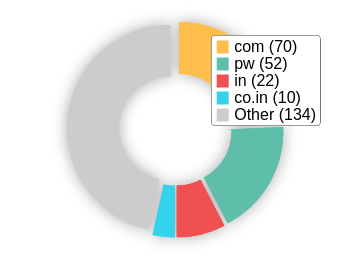 com (70)
pw (52)
in (22)
co.in (10)
Other (134)